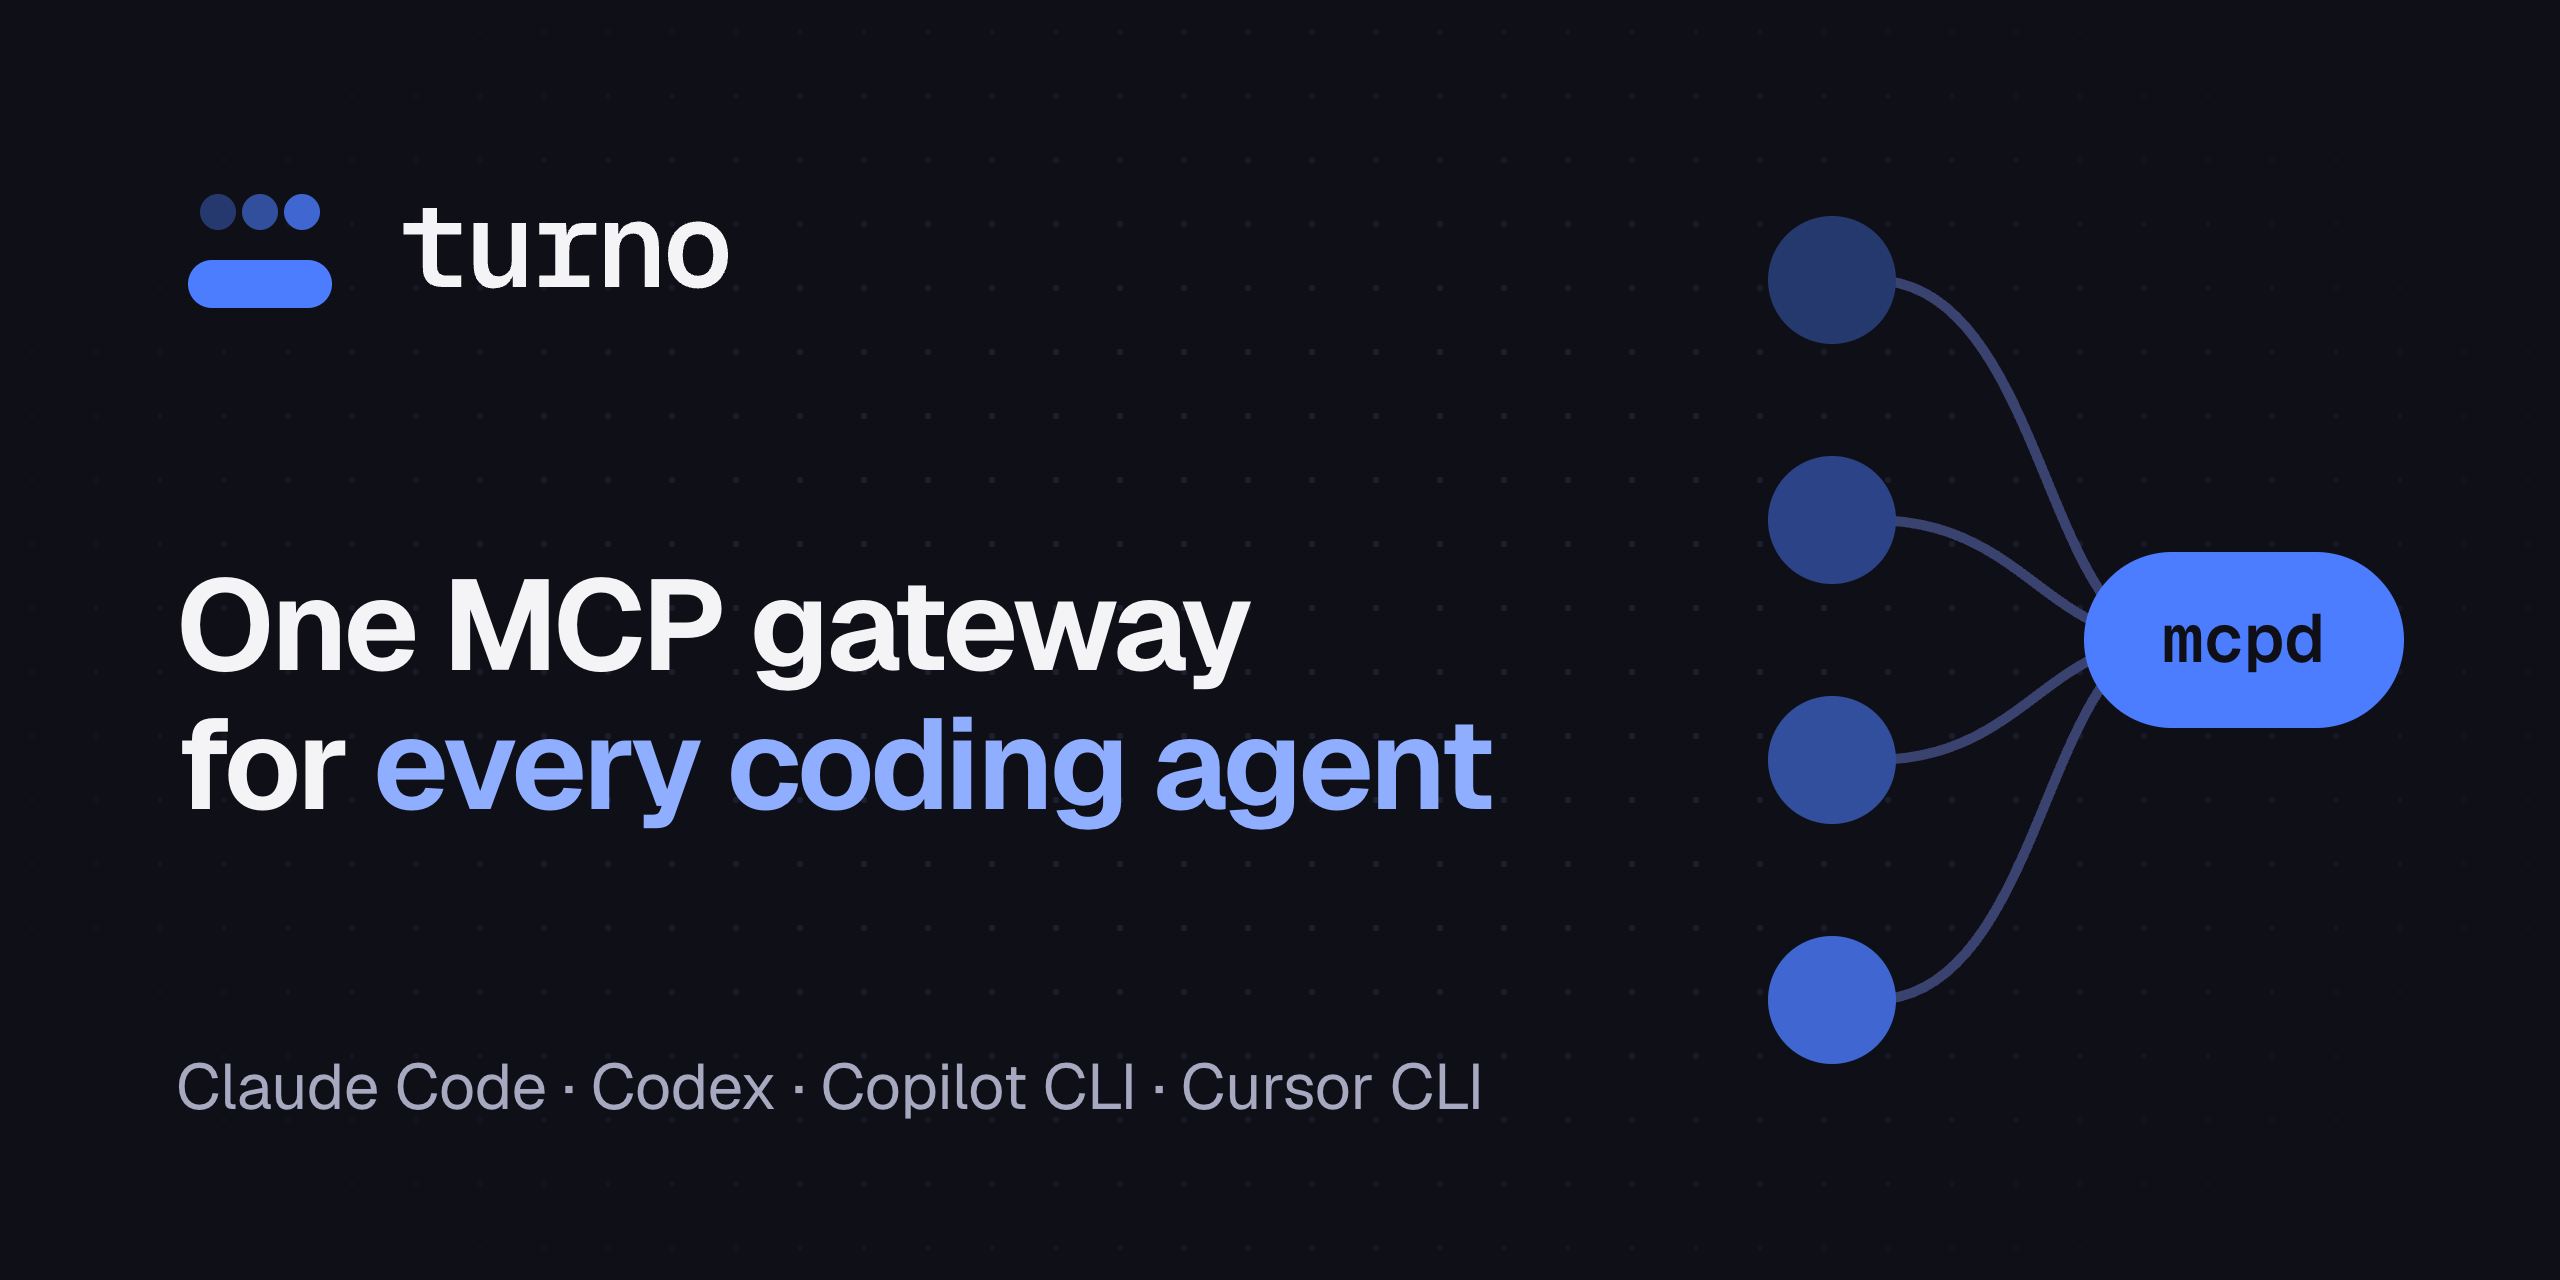 turno
One MCP gateway
for every coding agent
mcpd
Claude Code · Codex · Copilot CLI · Cursor CLI